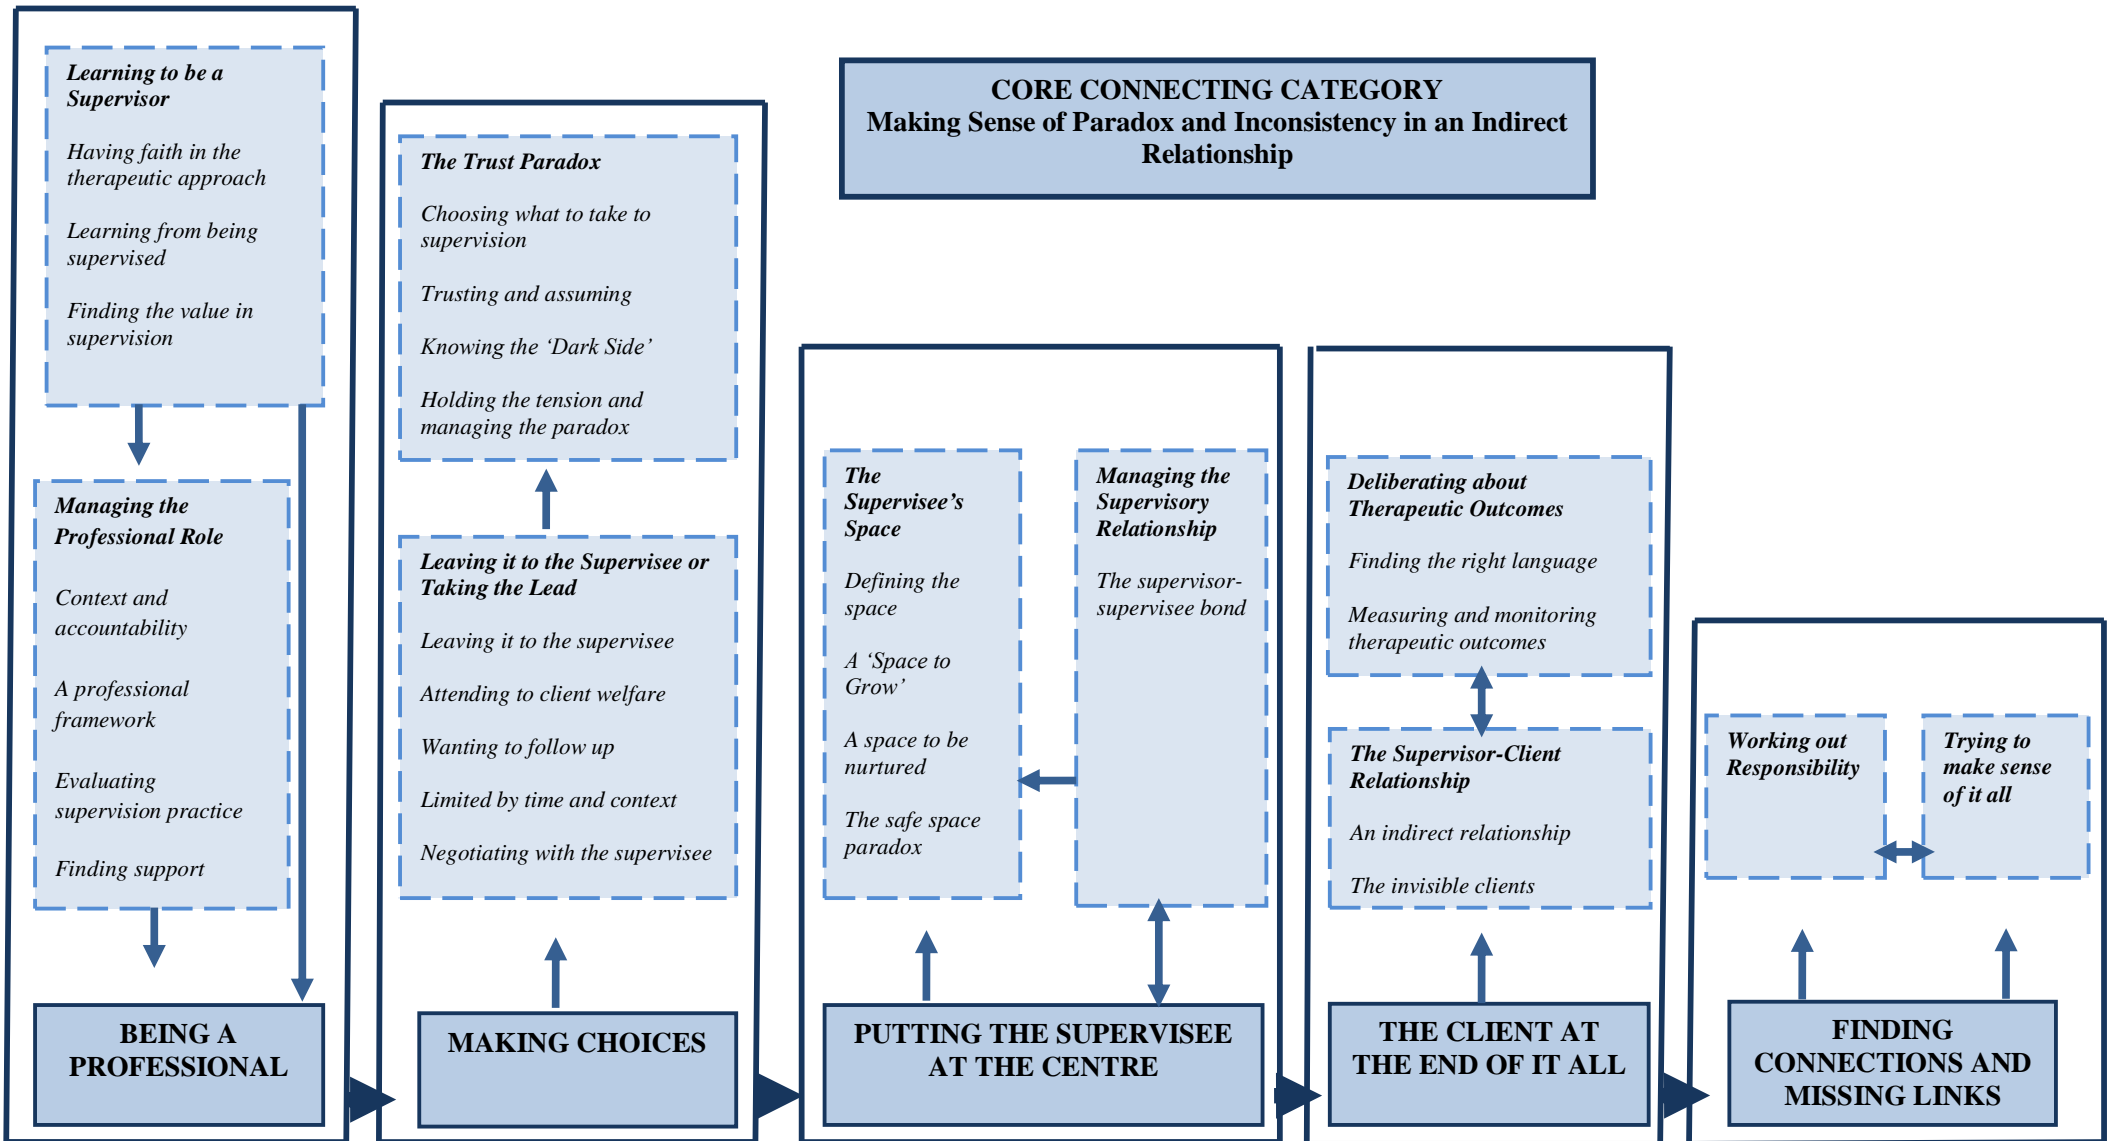 Learning to be a
Supervisor
Having faith in the
therapeutic approach
Learning from being
supervised
Finding the value in
supervision
Managing the
Professional Role
Context and
accountability
A professional
framework
Evaluating
supervision practice
Finding support
BEING A
PROFESSIONAL
The Trust Paradox
Choosing what to take to
supervision
Trusting and assuming
Knowing the ‘Dark Side’
Holding the tension and
managing the paradox
Leaving it to the Supervisee or
Taking the Lead
Leaving it to the supervisee
Attending to client welfare
Wanting to follow up
Limited by time and context
Negotiating with the supervisee
MAKING CHOICES
CORE CONNECTING CATEGORY
Making Sense of Paradox and Inconsistency in an Indirect
Relationship
The
Supervisee’s
Space
Defining the
space
A ‘Space to
Grow’
A space to be
nurtured
The safe space
paradox
Managing the
Supervisory
Relationship
The supervisor-
supervisee bond
PUTTING THE SUPERVISEE
AT THE CENTRE
Deliberating about
Therapeutic Outcomes
Finding the right language
Measuring and monitoring
therapeutic outcomes
The Supervisor-Client
Relationship
An indirect relationship
The invisible clients
THE CLIENT AT
THE END OF IT ALL
Working out
Responsibility
Trying to
make sense
of it all
FINDING
CONNECTIONS AND
MISSING LINKS